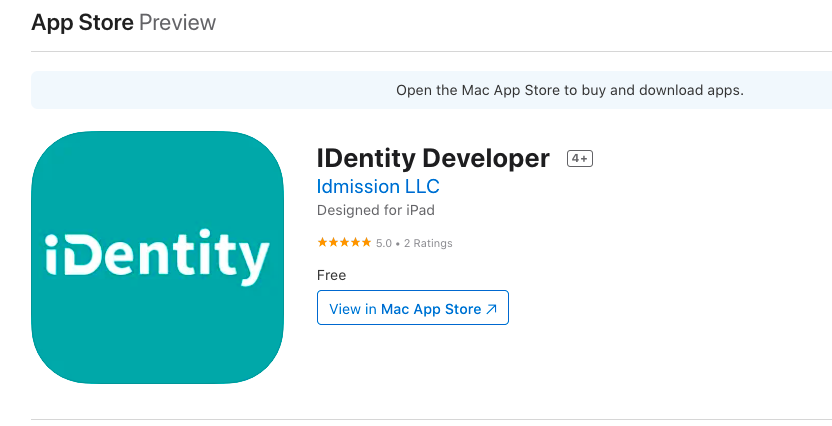 App Store Preview
Open the Mac App Store to buy and download apps.
iDentity
IDentity Developer 4+
Idmission LLC
Designed for iPad
★★★★★ 5.0 • 2 Ratings
Free
View in Mac App Store ↗